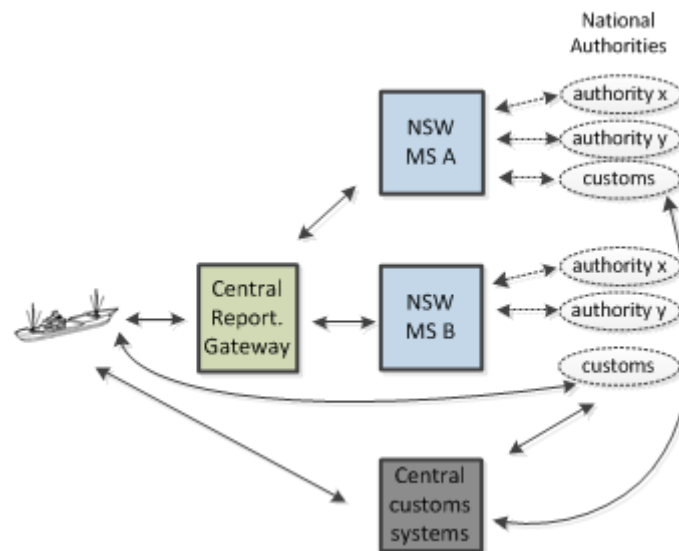 National
Authorities
authority x
NSW
MS A
authority y
customs
Central
Report.
Gateway
NSW
MS B
authority x
authority y
customs
Central
customs
systems